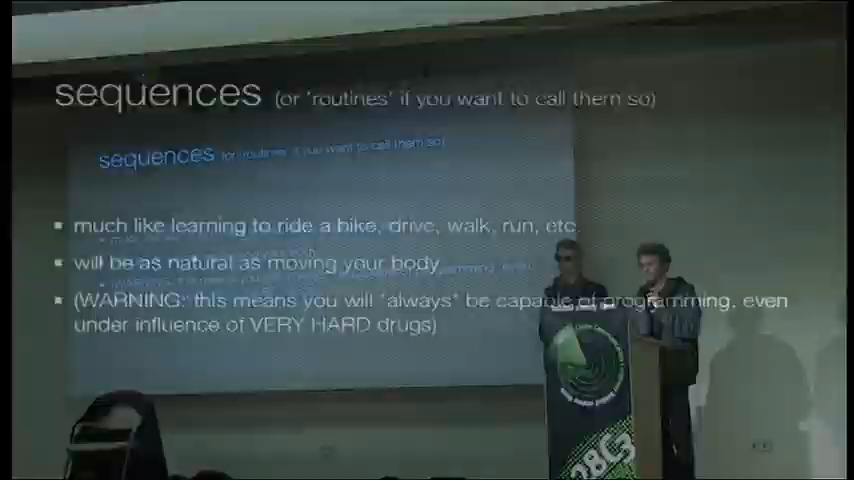 sequences (or 'routines' if you want to call them so)
sequences (or 'routines' if you want to call them so)
much like learning to ride a bike, drive, walk, run, etc.
will be as natural as moving your body
(WARNING: this means you will *always* be capable of programming, even
under influence of VERY HARD drugs)
28C3